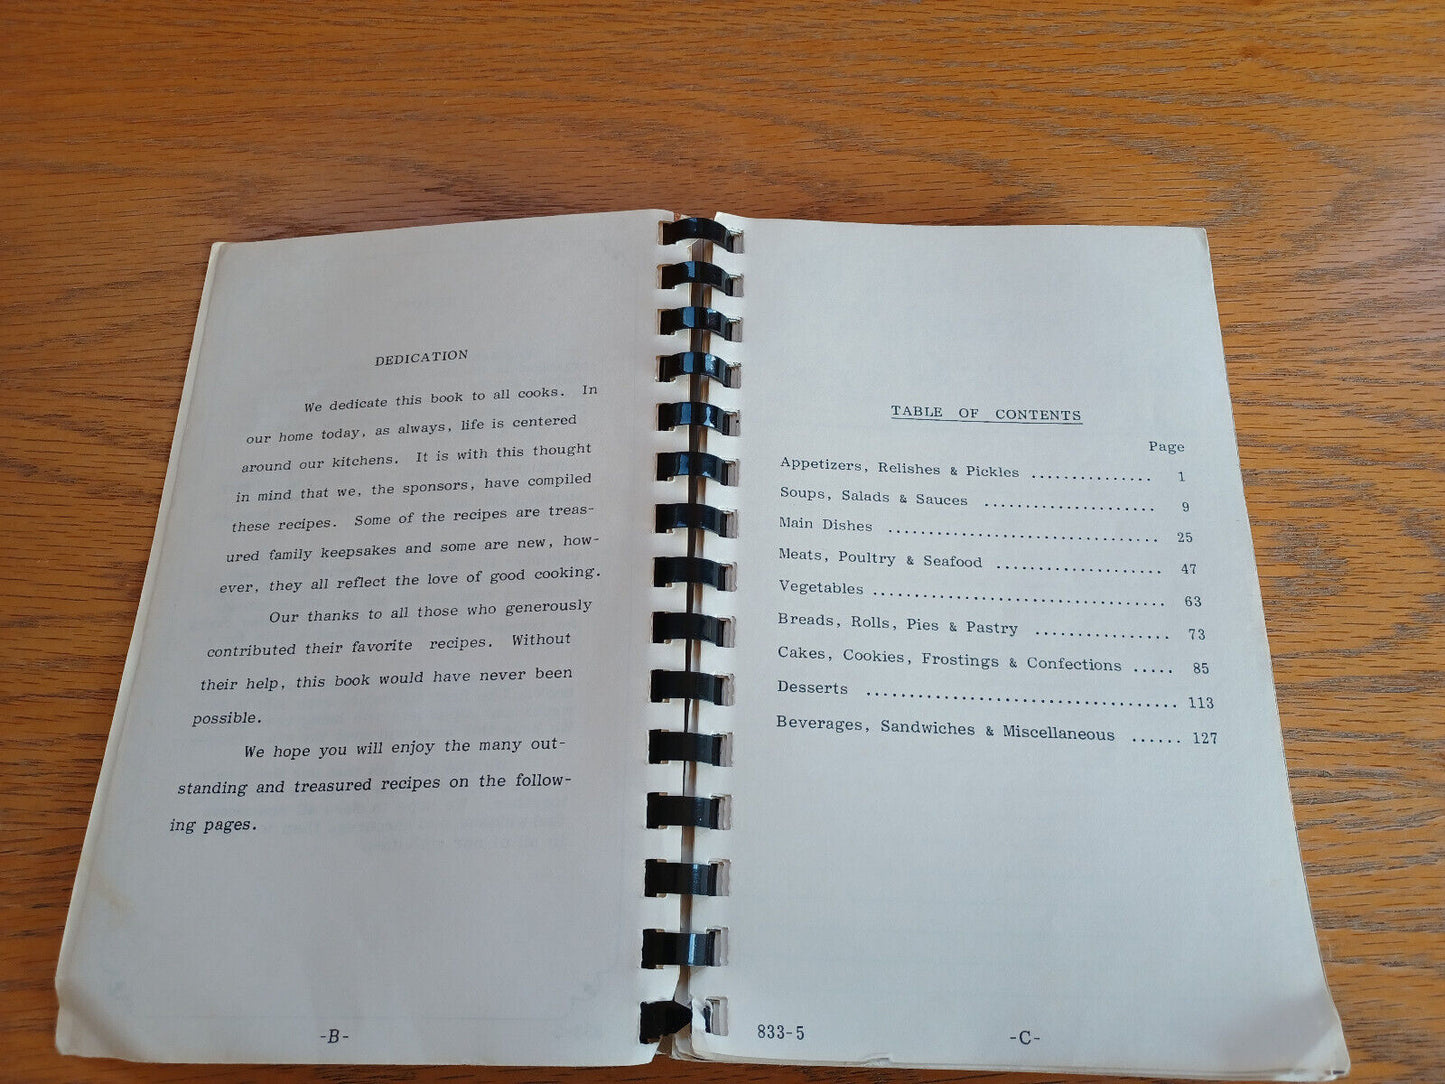 DEDICATION
We dedicate this book to all cooks. In
our home today, as always, life is centered
around our kitchens. It is with this thought
in mind that we, the sponsors, have compiled
these recipes. Some of the recipes are treas-
ured family keepsakes and some are new, how-
ever, they all reflect the love of good cooking.
Our thanks to all those who generously
contributed their favorite recipes. Without
their help, this book would have never been
possible.
We hope you will enjoy the many out-
standing and treasured recipes on the follow-
ing pages.
-B-
TABLE OF CONTENTS
Page
Appetizers, Relishes & Pickles ............... 1
Soups, Salads & Sauces ..................... 9
Main Dishes ................................ 25
Meats, Poultry & Seafood .................... 47
Vegetables .................................. 63
Breads, Rolls, Pies & Pastry ................ 73
Cakes, Cookies, Frostings & Confections ..... 85
Desserts .................................... 113
Beverages, Sandwiches & Miscellaneous ...... 127
833-5
-C-